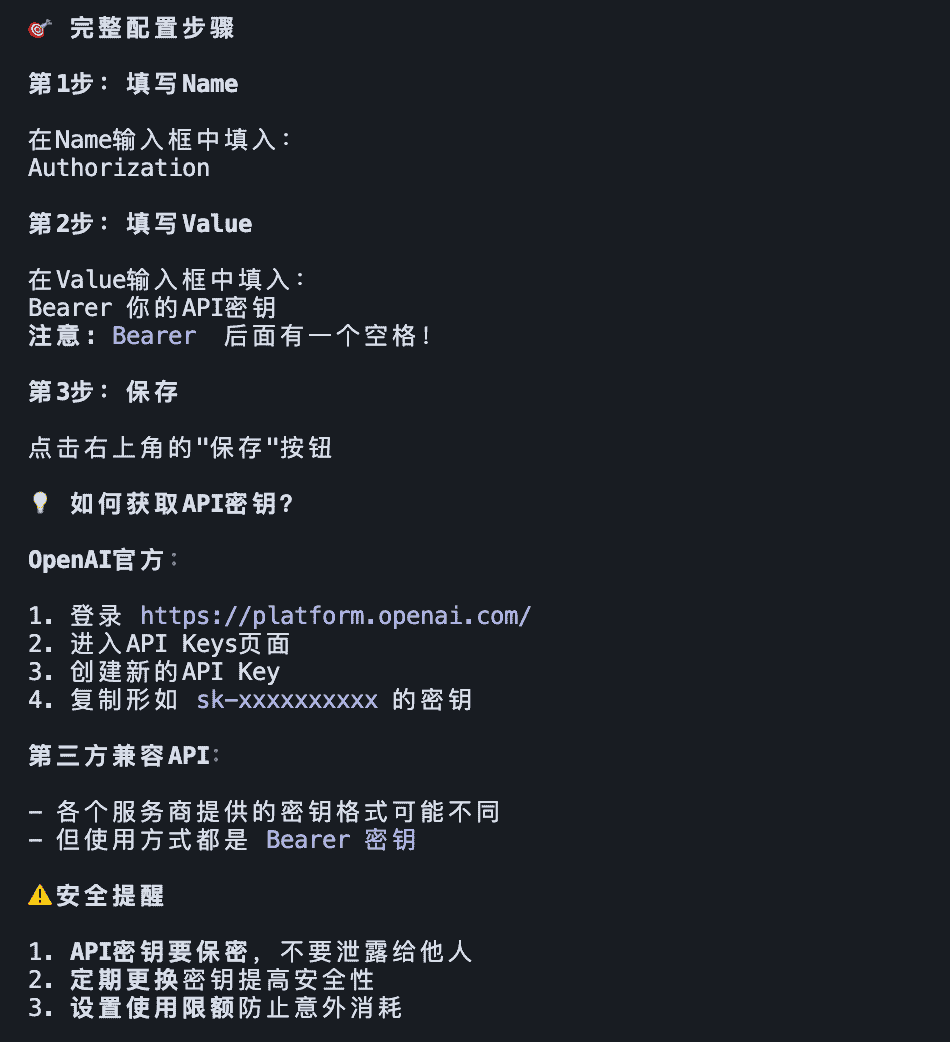 🎯 完整配置步骤
第1步：填写Name
在Name输入框中填入：
Authorization
第2步：填写Value
在Value输入框中填入：
Bearer 你的API密钥
注意：Bearer 后面有一个空格！
第3步：保存
点击右上角的"保存"按钮
💡 如何获取API密钥？
OpenAI官方：
1. 登录 https://platform.openai.com/
2. 进入API Keys页面
3. 创建新的API Key
4. 复制形如 sk-xxxxxxxxxx 的密钥
第三方兼容API：
- 各个服务商提供的密钥格式可能不同
- 但使用方式都是 Bearer 密钥
⚠️安全提醒
1. API密钥要保密，不要泄露给他人
2. 定期更换密钥提高安全性
3. 设置使用限额防止意外消耗